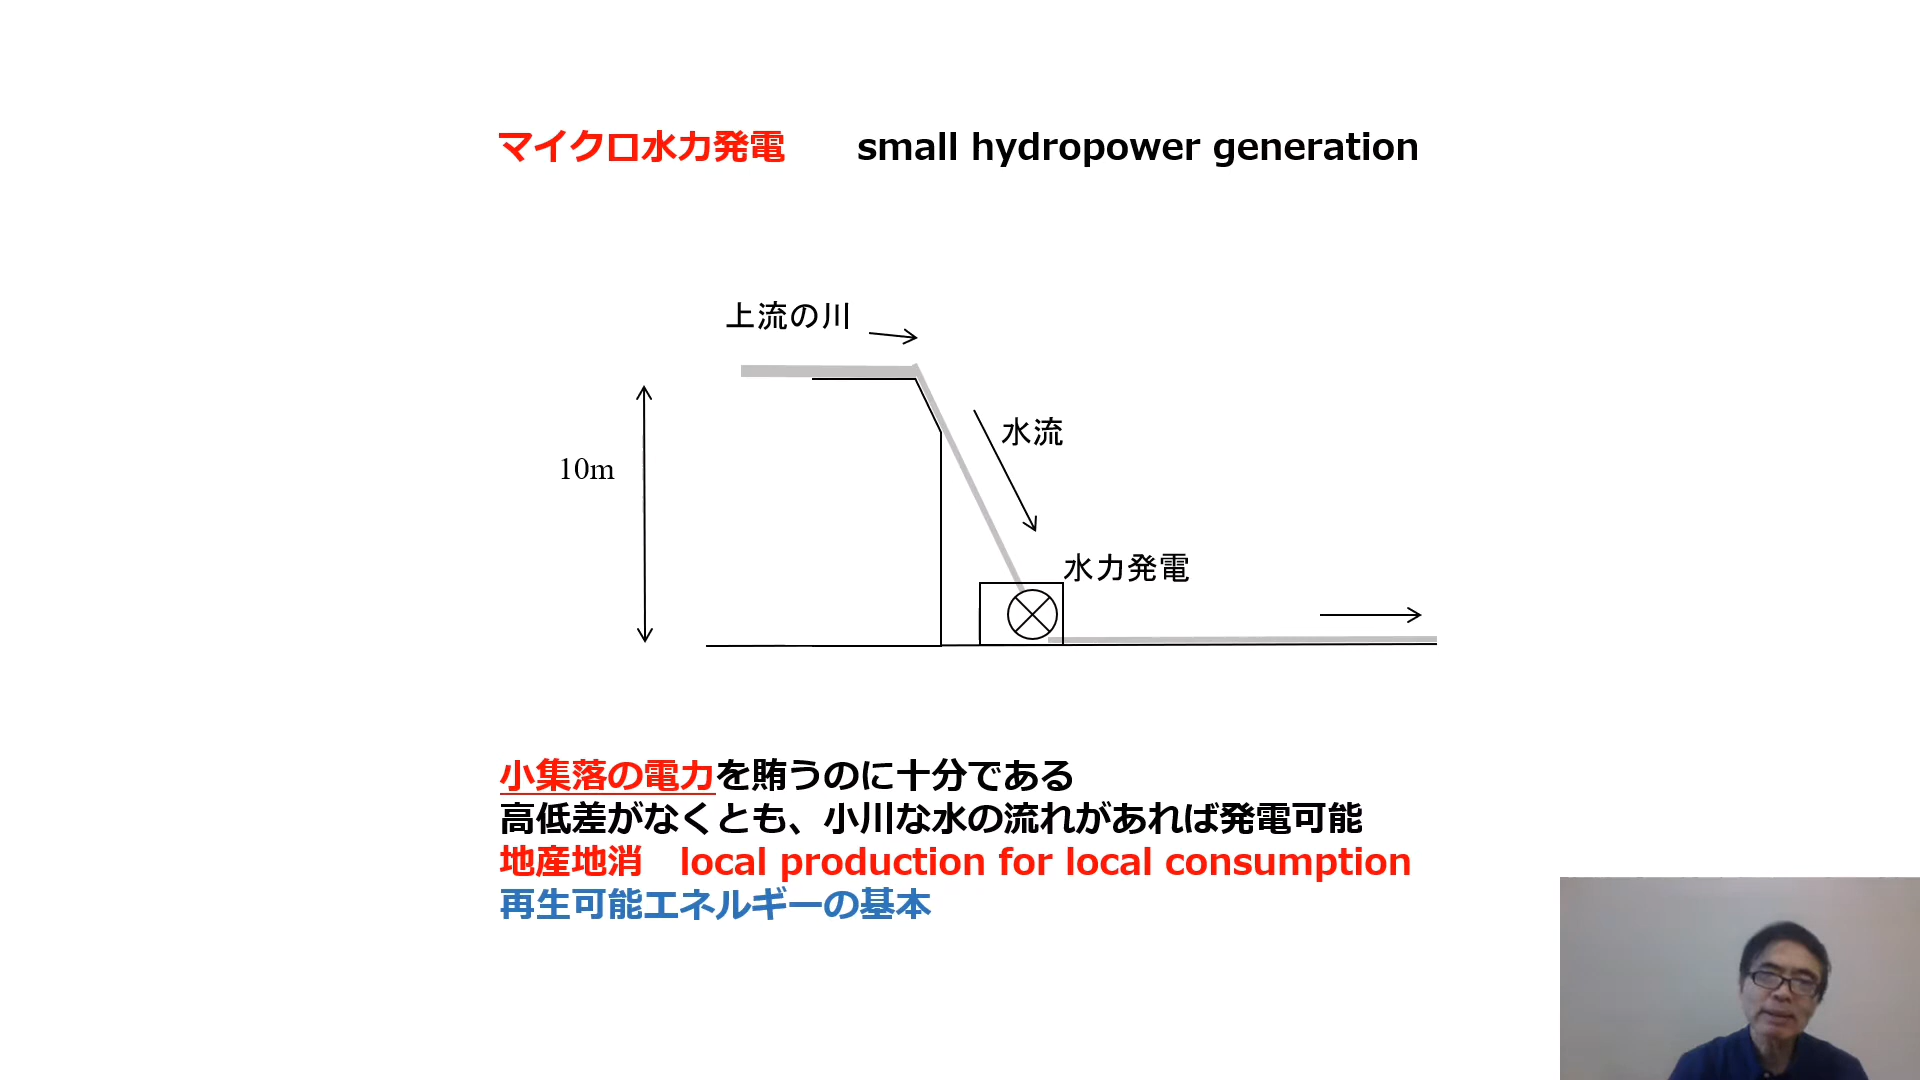 マイクロ水力発電　　small hydropower generation
上流の川
水流
10m
水力発電
小集落の電力を賄うのに十分である
高低差がなくとも、小川な水の流れがあれば発電可能
地産地消　local production for local consumption
再生可能エネルギーの基本